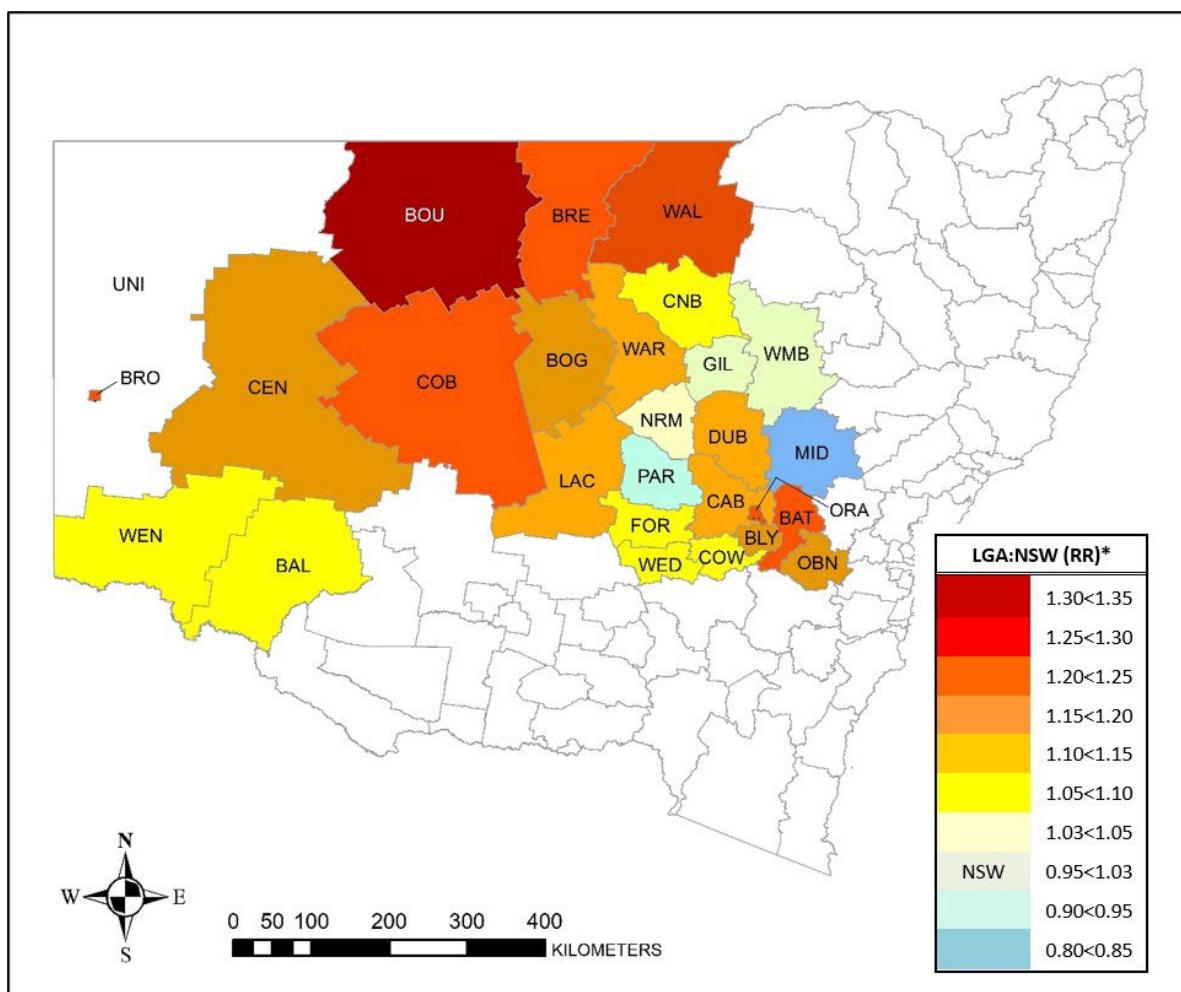 BOU
BRE
WAL
UNI
CNB
BRO
CEN
COB
BOG
WAR
GIL
WMB
NRM
DUB
MID
LAC
PAR
CAB
ORA
WEN
BAL
FOR
BAT
BLY
WED
COW
OBN
LGA:NSW (RR)*
1.30<1.35
1.25<1.30
1.20<1.25
1.15<1.20
1.10<1.15
1.05<1.10
1.03<1.05
NSW 0.95<1.03
0.90<0.95
0.80<0.85
N
W E
S
0 50 100 200 300 400
KILOMETERS